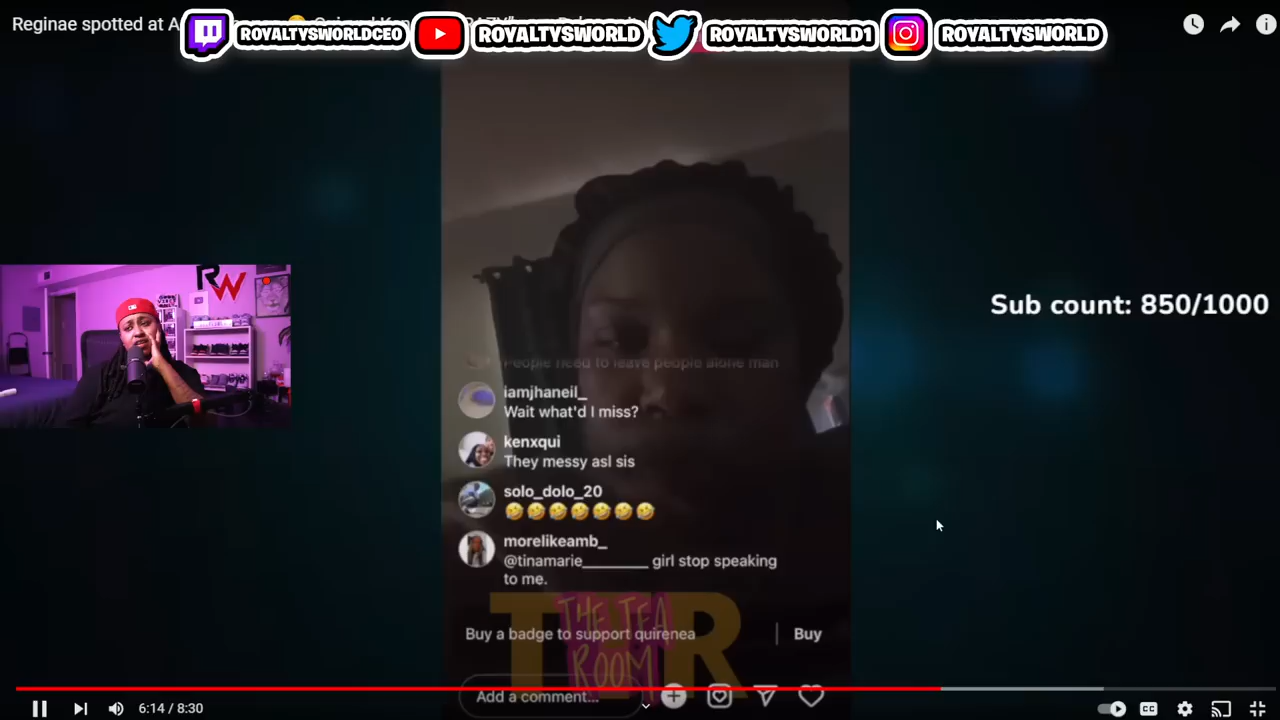 Reginae spotted at A
ROYALTYSWORLDCEO
ROYALTYSWORLD
ROYALTYSWORLD1
ROYALTYSWORLD
RW
Sub count: 850/1000
People need to leave people alone man
iamjhaneil_
Wait what'd I miss?
kenxqui
They messy asl sis
solo_dolo_20
🤣🤣🤣🤣🤣🤣🤣
morelikeamb_
@tinamarie________ girl stop speaking
to me.
THE TEA
ROOM
Buy a badge to support quirenea
Buy
Add a comment...
6:14 / 8:30
CC